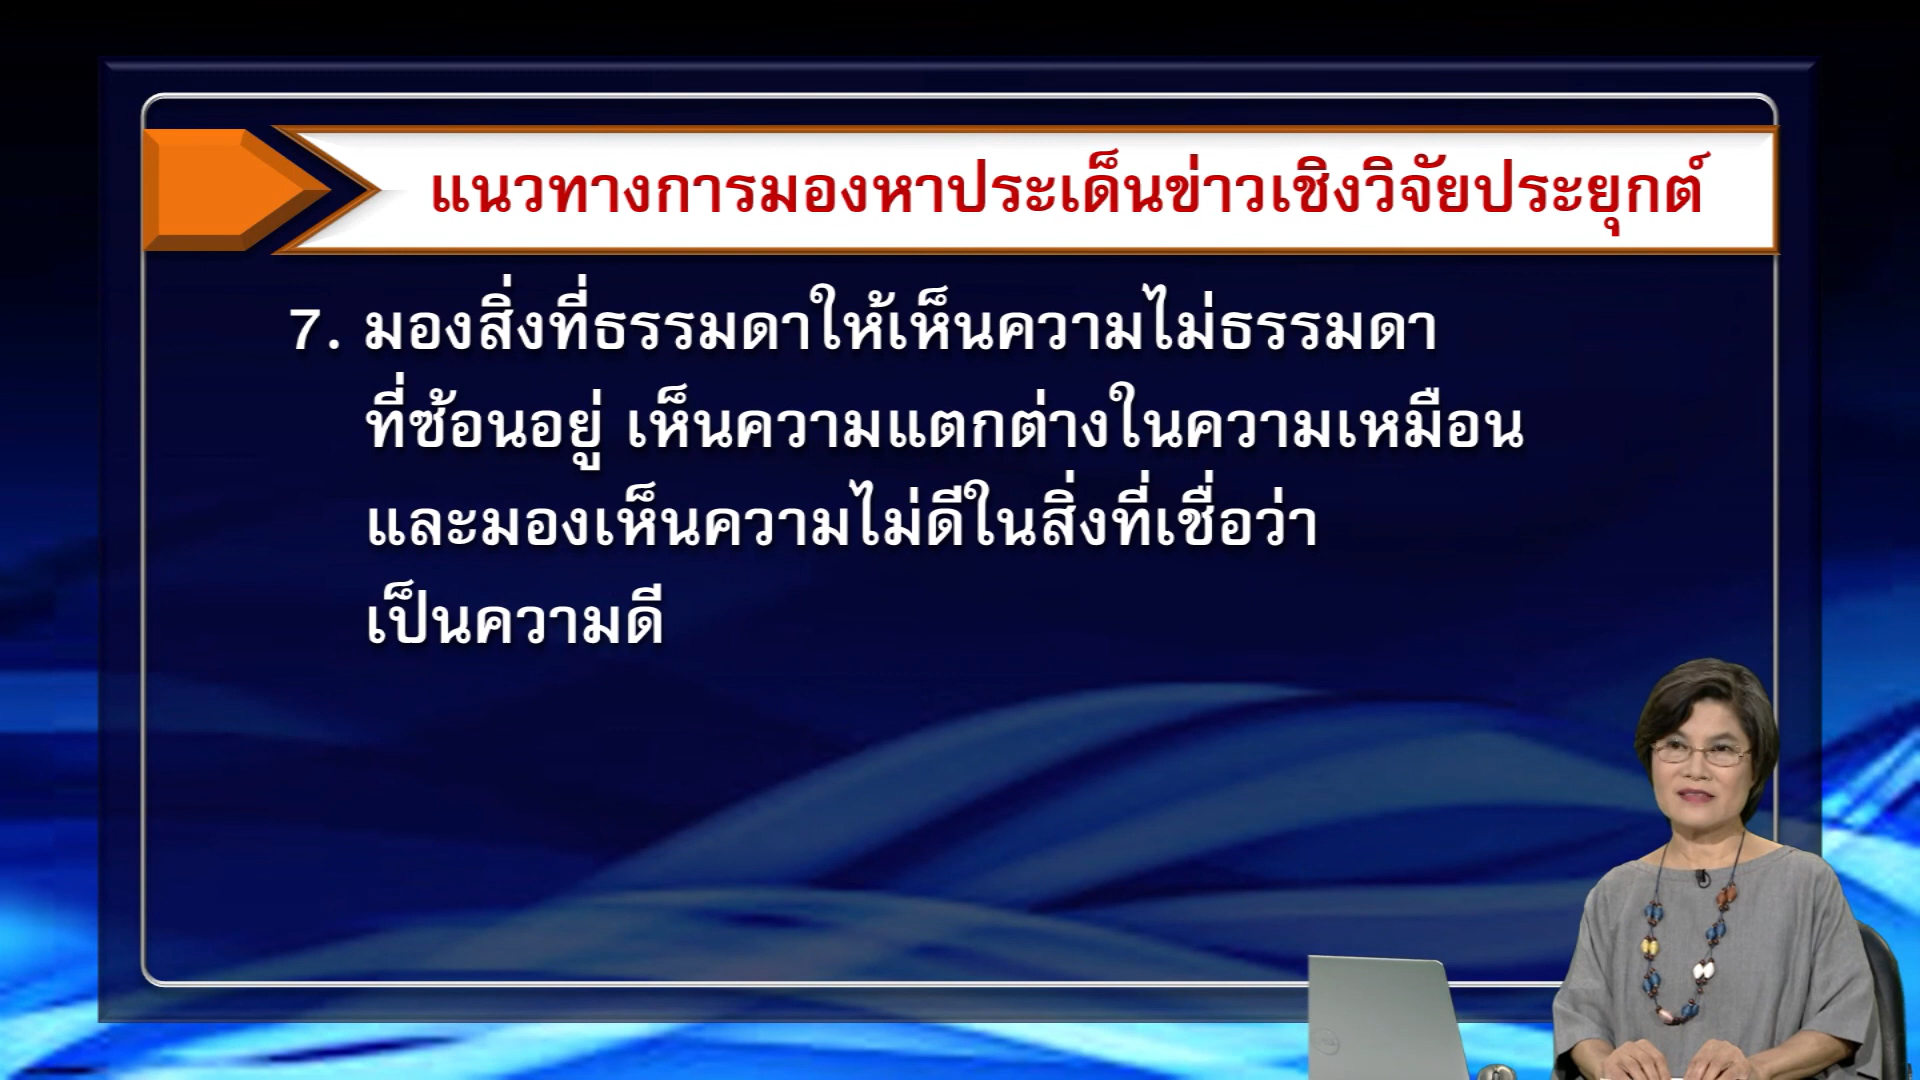 แนวทางการมองหาประเด็นข่าวเชิงวิจัยประยุกต์
7. มองสิ่งที่ธรรมดาให้เห็นความไม่ธรรมดา
ที่ซ้อนอยู่ เห็นความแตกต่างในความเหมือน
และมองเห็นความไม่ดีในสิ่งที่เชื่อว่า
เป็นความดี